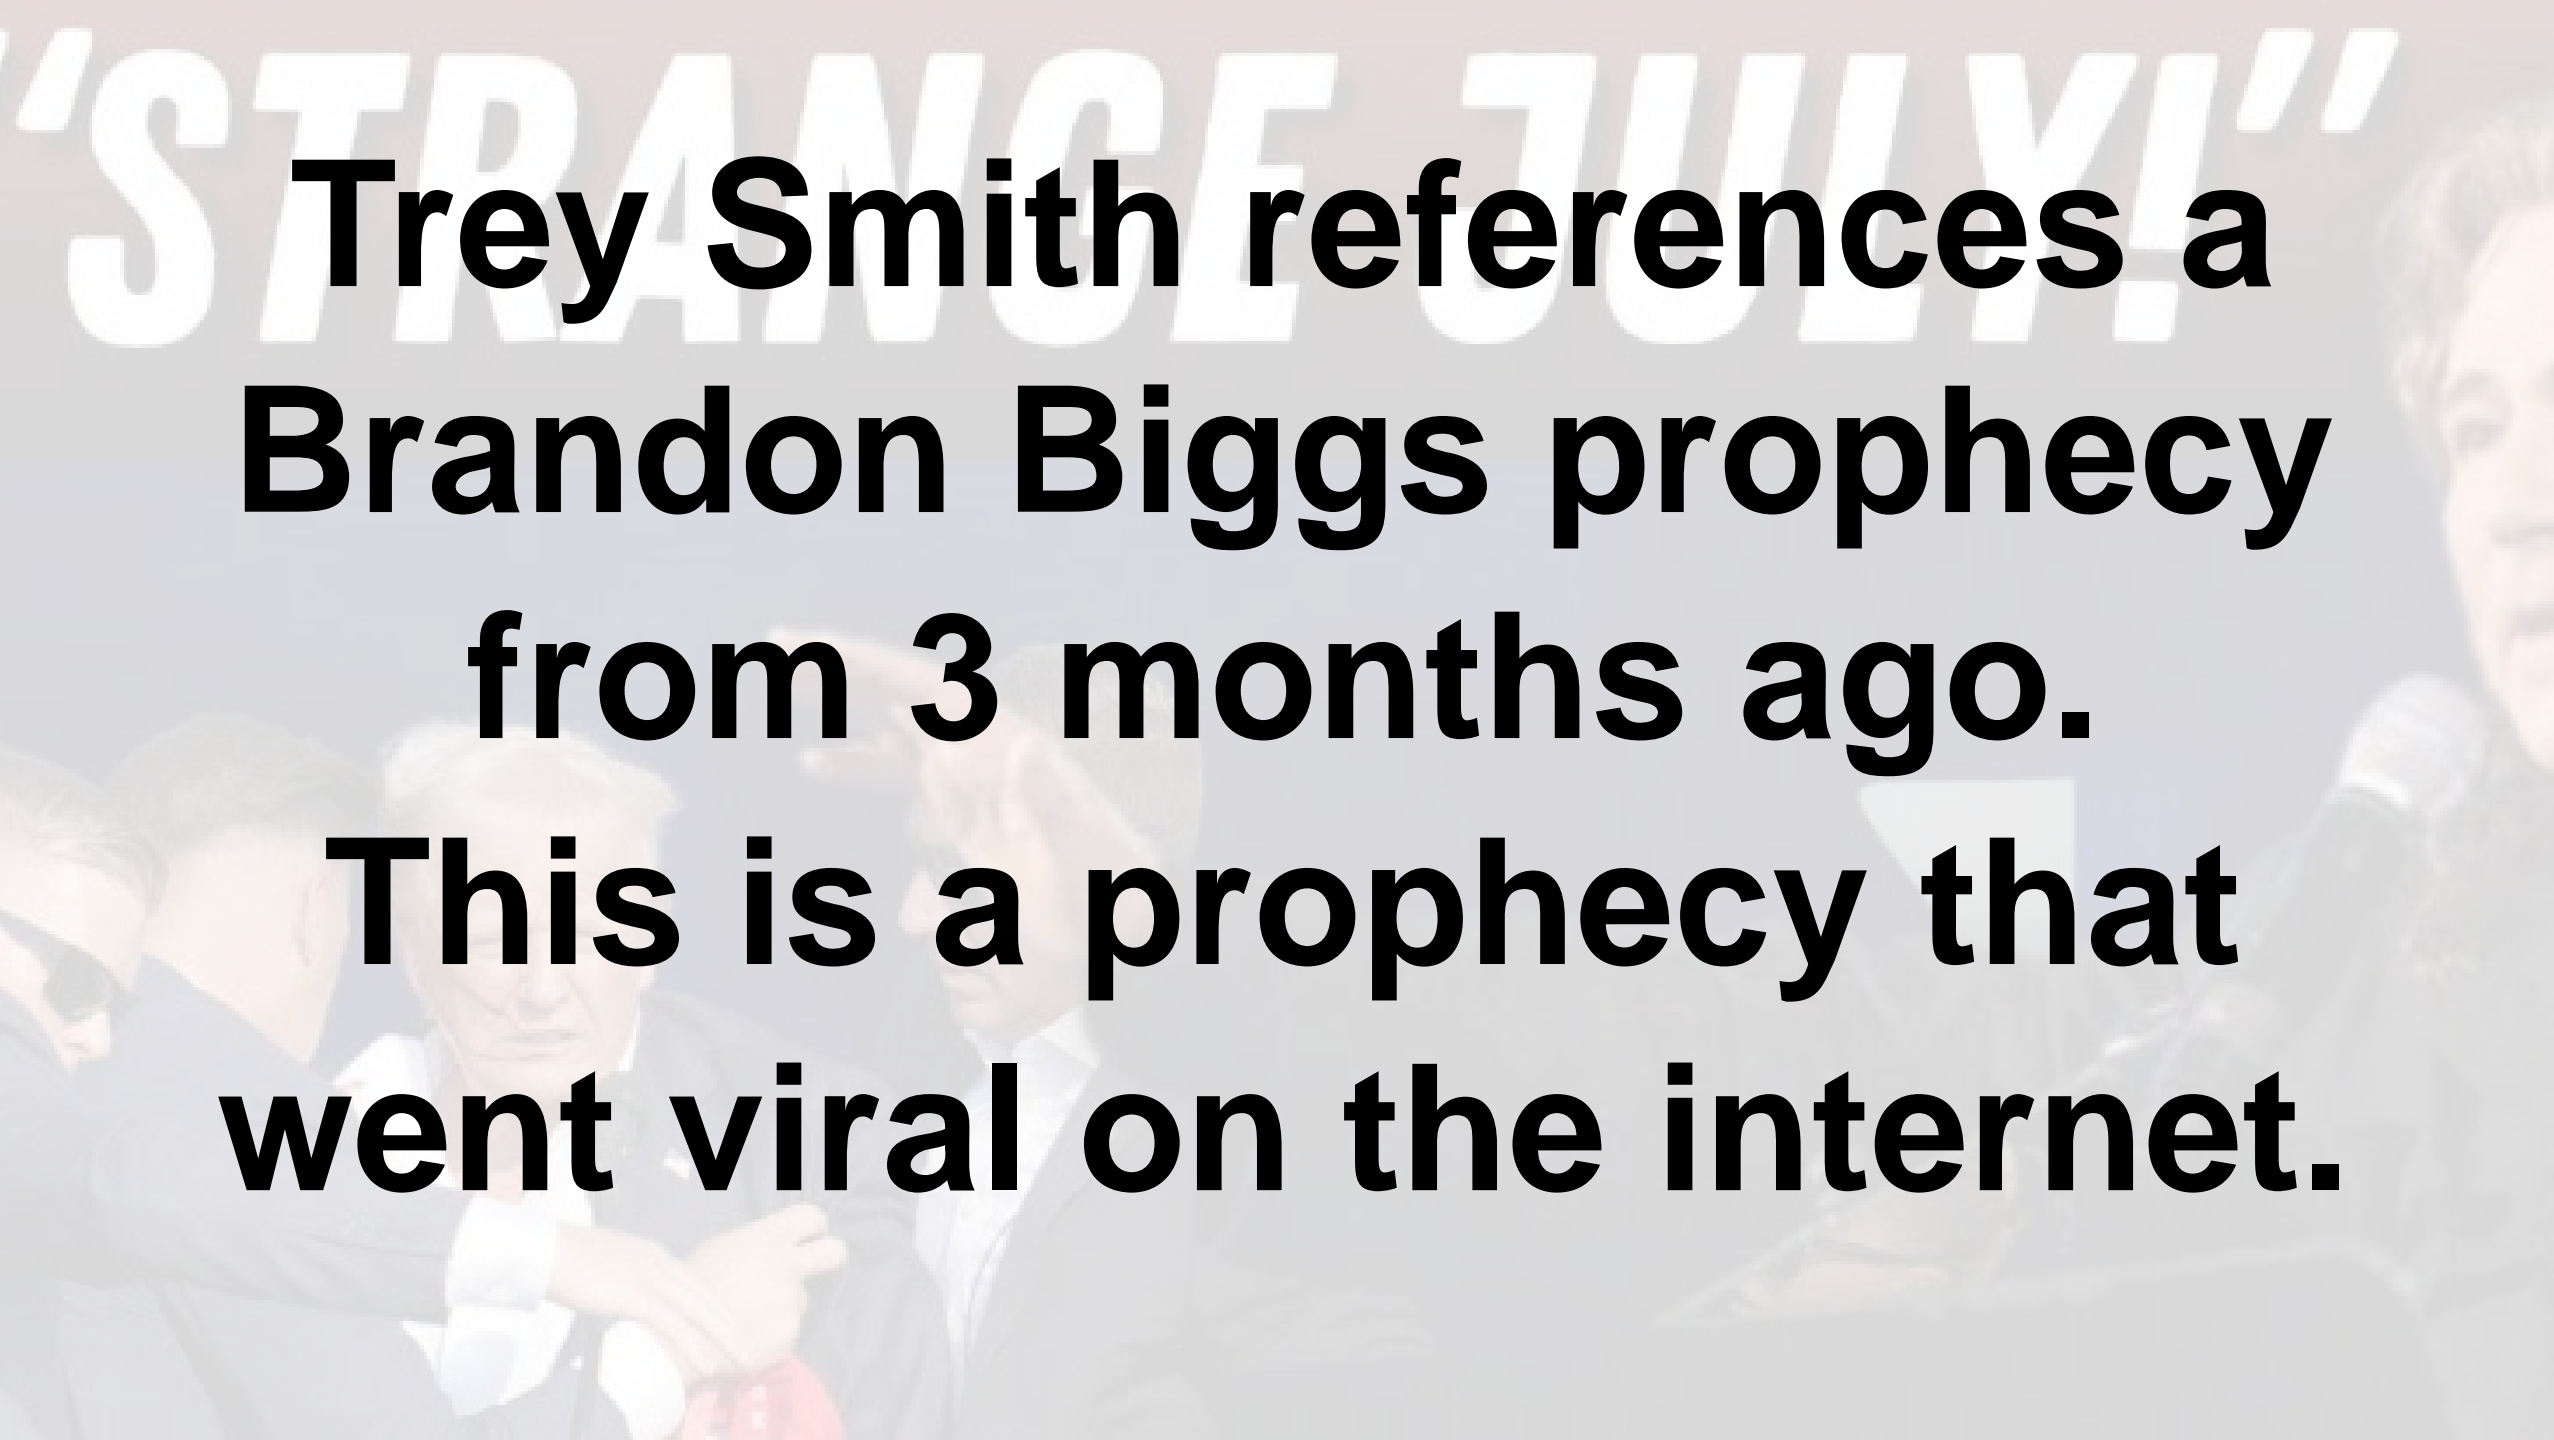 "STRANGE JULY!"
Trey Smith references a
Brandon Biggs prophecy
from 3 months ago.
This is a prophecy that
went viral on the internet.